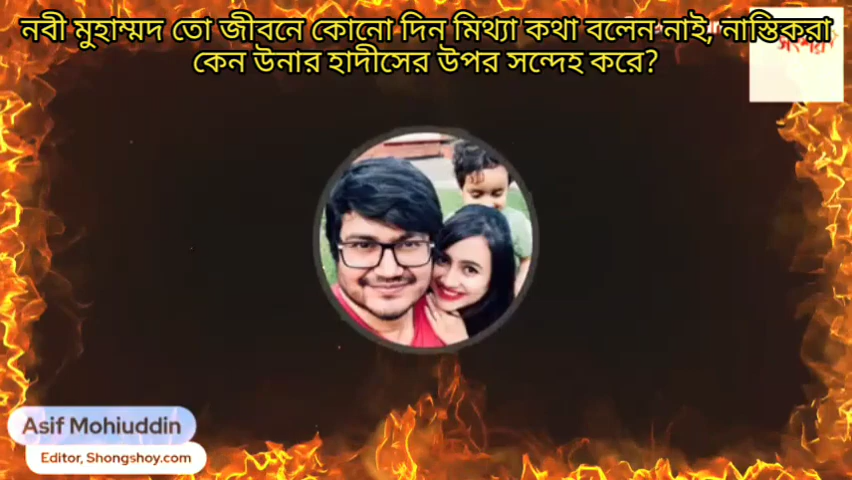 নবী মুহাম্মদ তো জীবনে কোনো দিন মিথ্যা কথা বলেন নাই, নাস্তিকরা
কেন উনার হাদীসের উপর সন্দেহ করে?
Asif Mohiuddin
Editor, Shongshoy.com